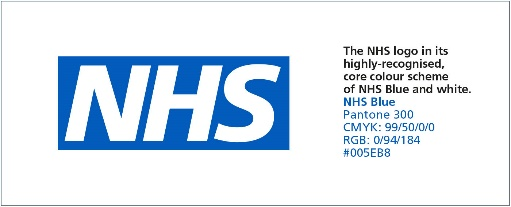 NHS
The NHS logo in its
highly-recognised,
core colour scheme
of NHS Blue and white.
NHS Blue
Pantone 300
CMYK: 99/50/0/0
RGB: 0/94/184
#005EB8